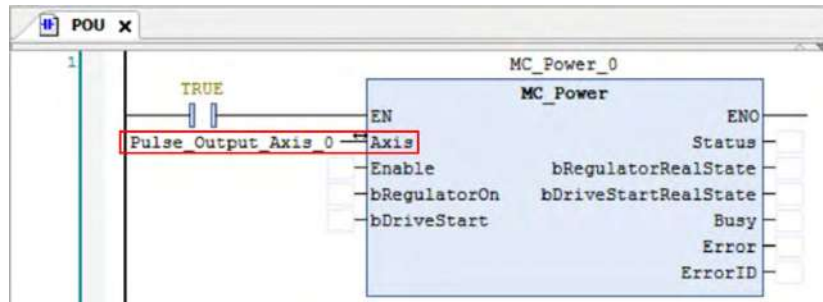 POU X
1
MC_Power_0
TRUE
MC_Power
EN ENO
Pulse_Output_Axis_0 Axis Status
Enable bRegulatorRealState
bRegulatorOn bDriveStartRealState
bDriveStart Busy
Error
ErrorID